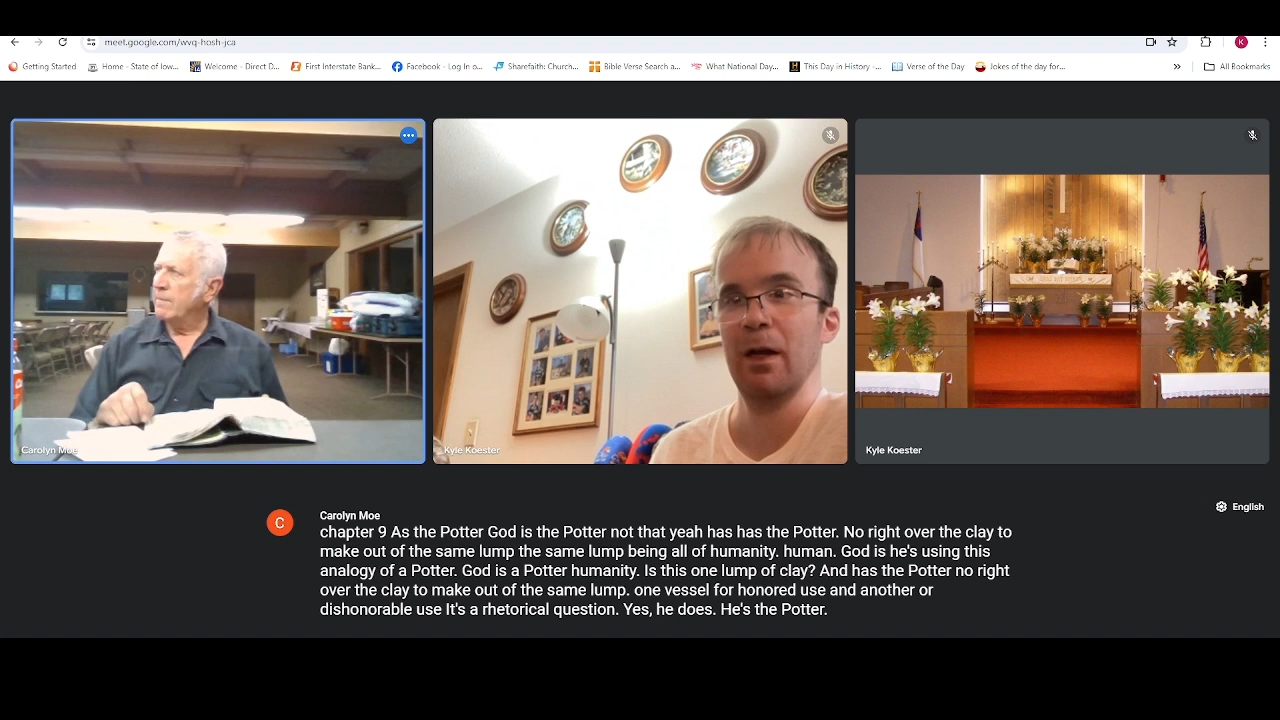 meet.google.com/wvq-hosh-jca
Getting Started Home - State of Iow... Welcome - Direct D... First Interstate Bank... Facebook - Log In o... Sharefaith: Church... Bible Verse Search a... What National Day... This Day in History -... Verse of the Day Jokes of the day for... » All Bookmarks
K
Carolyn Moe
Kyle Koester
Kyle Koester
English
C
Carolyn Moe
chapter 9 As the Potter God is the Potter not that yeah has has the Potter. No right over the clay to
make out of the same lump the same lump being all of humanity. human. God is he's using this
analogy of a Potter. God is a Potter humanity. Is this one lump of clay? And has the Potter no right
over the clay to make out of the same lump. one vessel for honored use and another or
dishonorable use It's a rhetorical question. Yes, he does. He's the Potter.